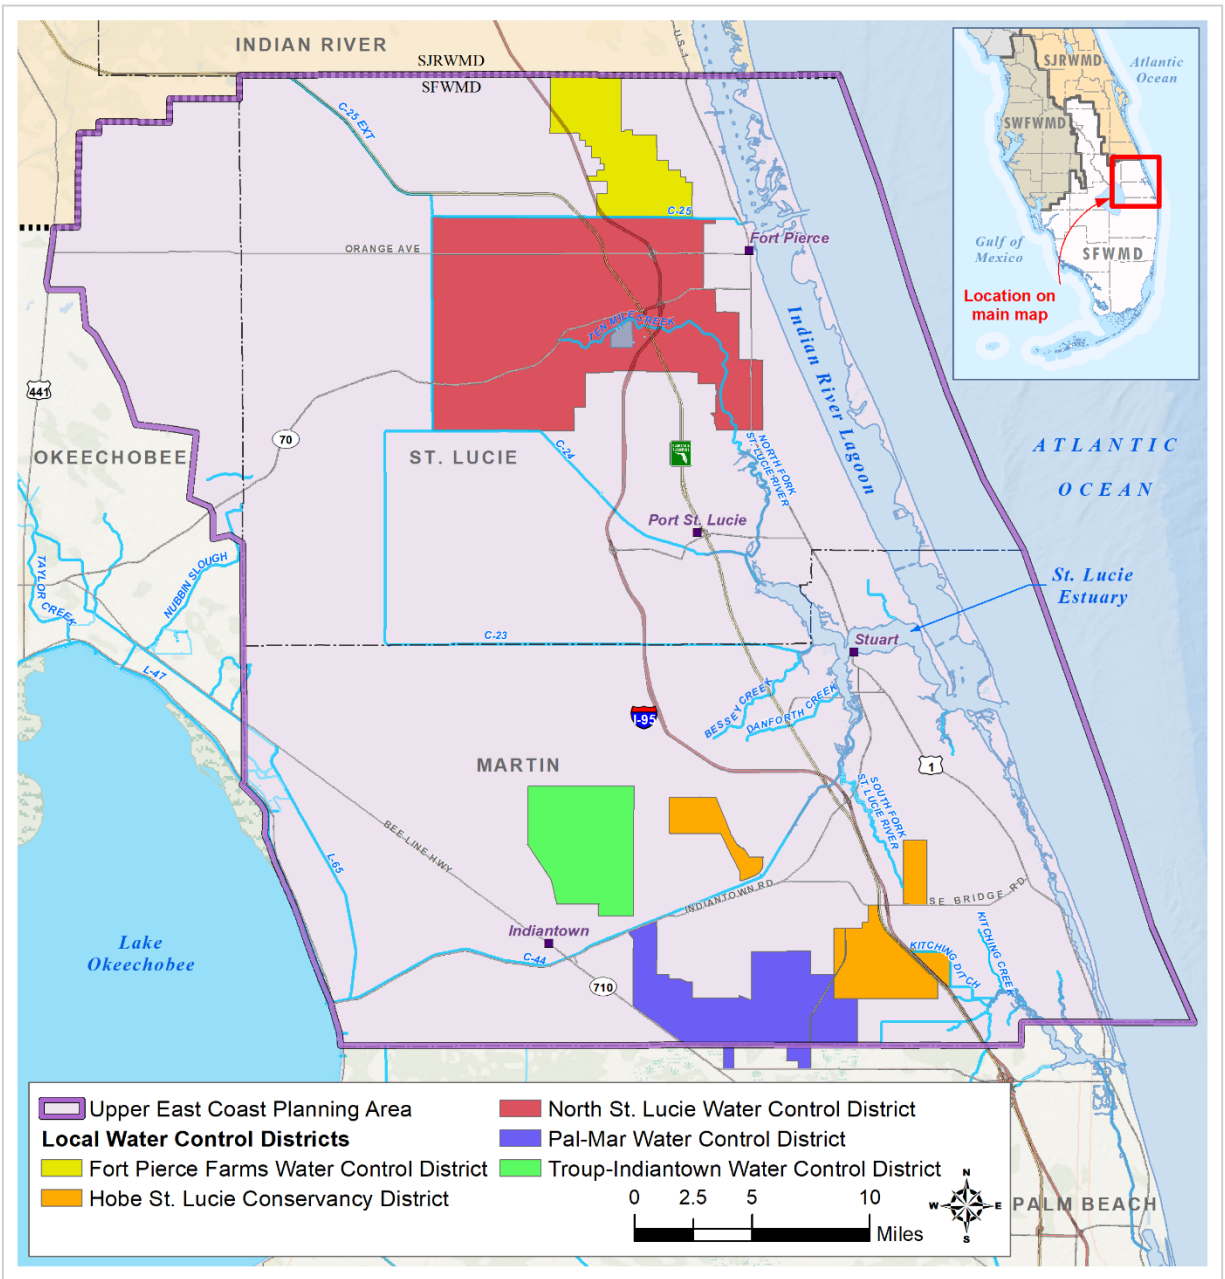 INDIAN RIVER
SJRWMD
SFWMD
U.S. 1
C-25 EXT
C-25
ORANGE AVE
Fort Pierce
TEN MILE CREEK
Indian River Lagoon
441
70
OKEECHOBEE
ST. LUCIE
C-24
NORTH FORK
ST. LUCIE RIVER
Port St. Lucie
ATLANTIC
OCEAN
St. Lucie
Estuary
TAYLOR
CREEK
NUBBIN SLOUGH
L-47
C-23
Stuart
BESSEY CREEK
DANFORTH CREEK
I-95
1
MARTIN
SOUTH FORK
ST. LUCIE RIVER
BEE LINE HWY
L-65
INDIANTOWN RD
SE BRIDGE RD
Indiantown
C-44
710
KITCHING DITCH
KITCHING CREEK
Lake
Okeechobee
SJRWMD
Atlantic
Ocean
SWFWMD
Gulf of
Mexico
SFWMD
Location on
main map
Upper East Coast Planning Area
Local Water Control Districts
Fort Pierce Farms Water Control District
Hobe St. Lucie Conservancy District
North St. Lucie Water Control District
Pal-Mar Water Control District
Troup-Indiantown Water Control District
0 2.5 5 10
Miles
N
W E
S
PALM BEACH